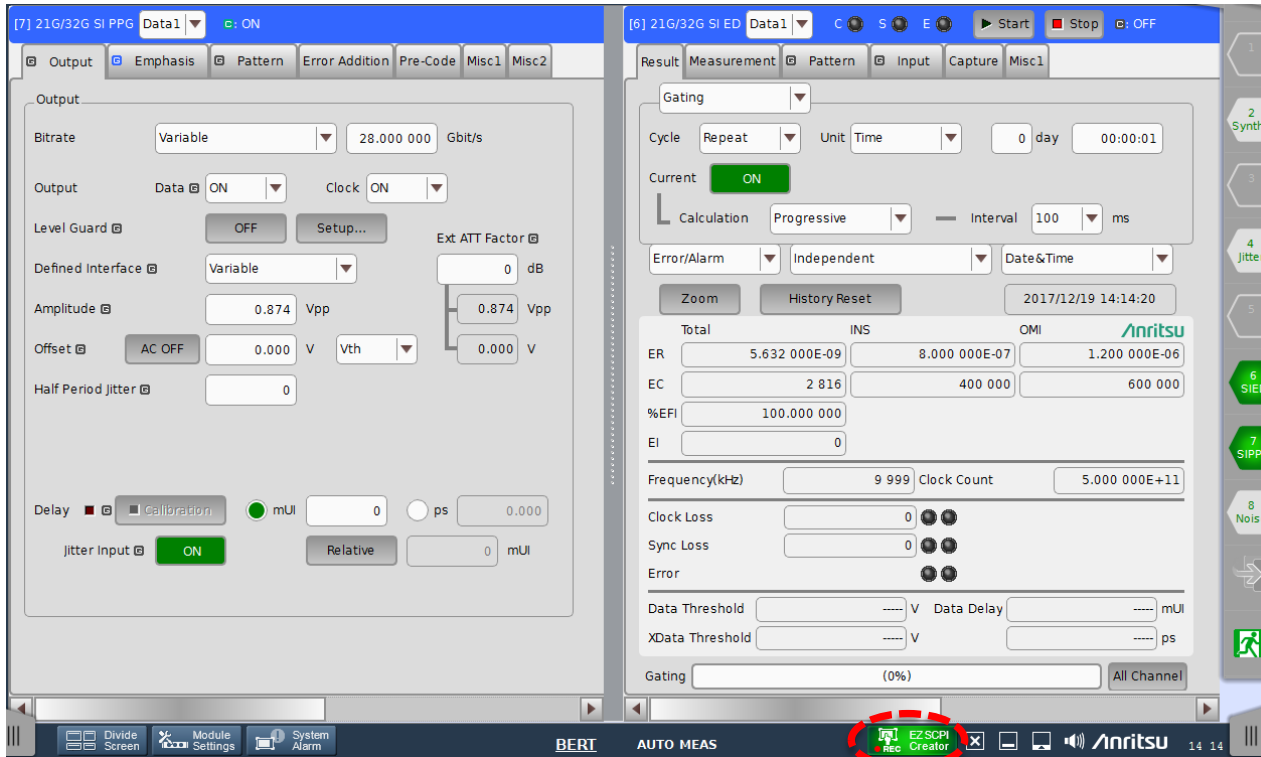 [7] 21G/32G SI PPG Data1 C: ON
Output Emphasis Pattern Error Addition Pre-Code Misc1 Misc2
Output
Bitrate Variable 28.000 000 Gbit/s
Output Data ON Clock ON
Level Guard OFF Setup...
Ext ATT Factor
Defined Interface Variable 0 dB
Amplitude 0.874 Vpp 0.874 Vpp
Offset AC OFF 0.000 V Vth 0.000 V
Half Period Jitter 0
Delay Calibration mUI 0 ps 0.000
Jitter Input ON Relative 0 mUI
[6] 21G/32G SI ED Data1 C S E Start Stop C: OFF
Result Measurement Pattern Input Capture Misc1
Gating
Cycle Repeat Unit Time 0 day 00:00:01
Current ON
Calculation Progressive Interval 100 ms
Error/Alarm Independent Date&Time
Zoom History Reset 2017/12/19 14:14:20
Total INS OMI Anritsu
ER 5.632 000E-09 8.000 000E-07 1.200 000E-06
EC 2 816 400 000 600 000
%EFI 100.000 000
EI 0
Frequency(kHz) 9 999 Clock Count 5.000 000E+11
Clock Loss 0
Sync Loss 0
Error
Data Threshold ----- V Data Delay ----- mUI
XData Threshold ----- V ----- ps
Gating (0%) All Channel
1
2
Synth
3
4
Jitte
5
6
SIE
7
SIPP
8
Nois
Divide Screen Module Settings System Alarm BERT AUTO MEAS REC EZ SCPI Creator Anritsu 14 14